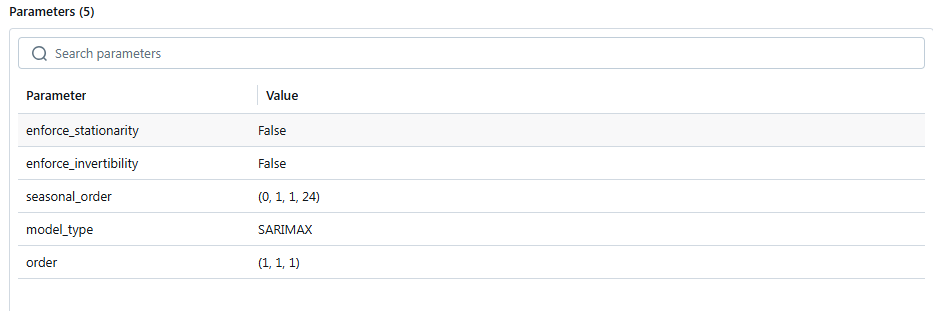 Parameters (5)
Search parameters
Parameter Value
enforce_stationarity False
enforce_invertibility False
seasonal_order (0, 1, 1, 24)
model_type SARIMAX
order (1, 1, 1)